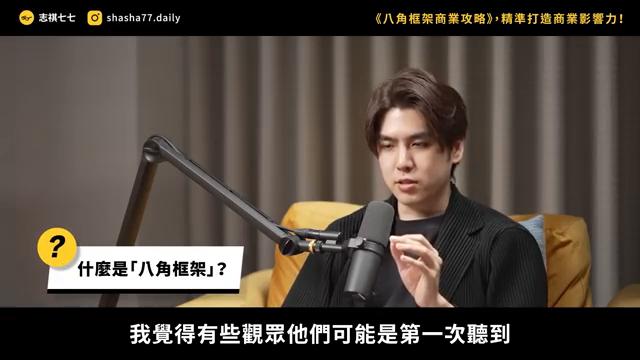 志祺七七
shasha77.daily
《八角框架商業攻略》,精準打造商業影響力!
?
什麼是「八角框架」?
我覺得有些觀眾他們可能是第一次聽到